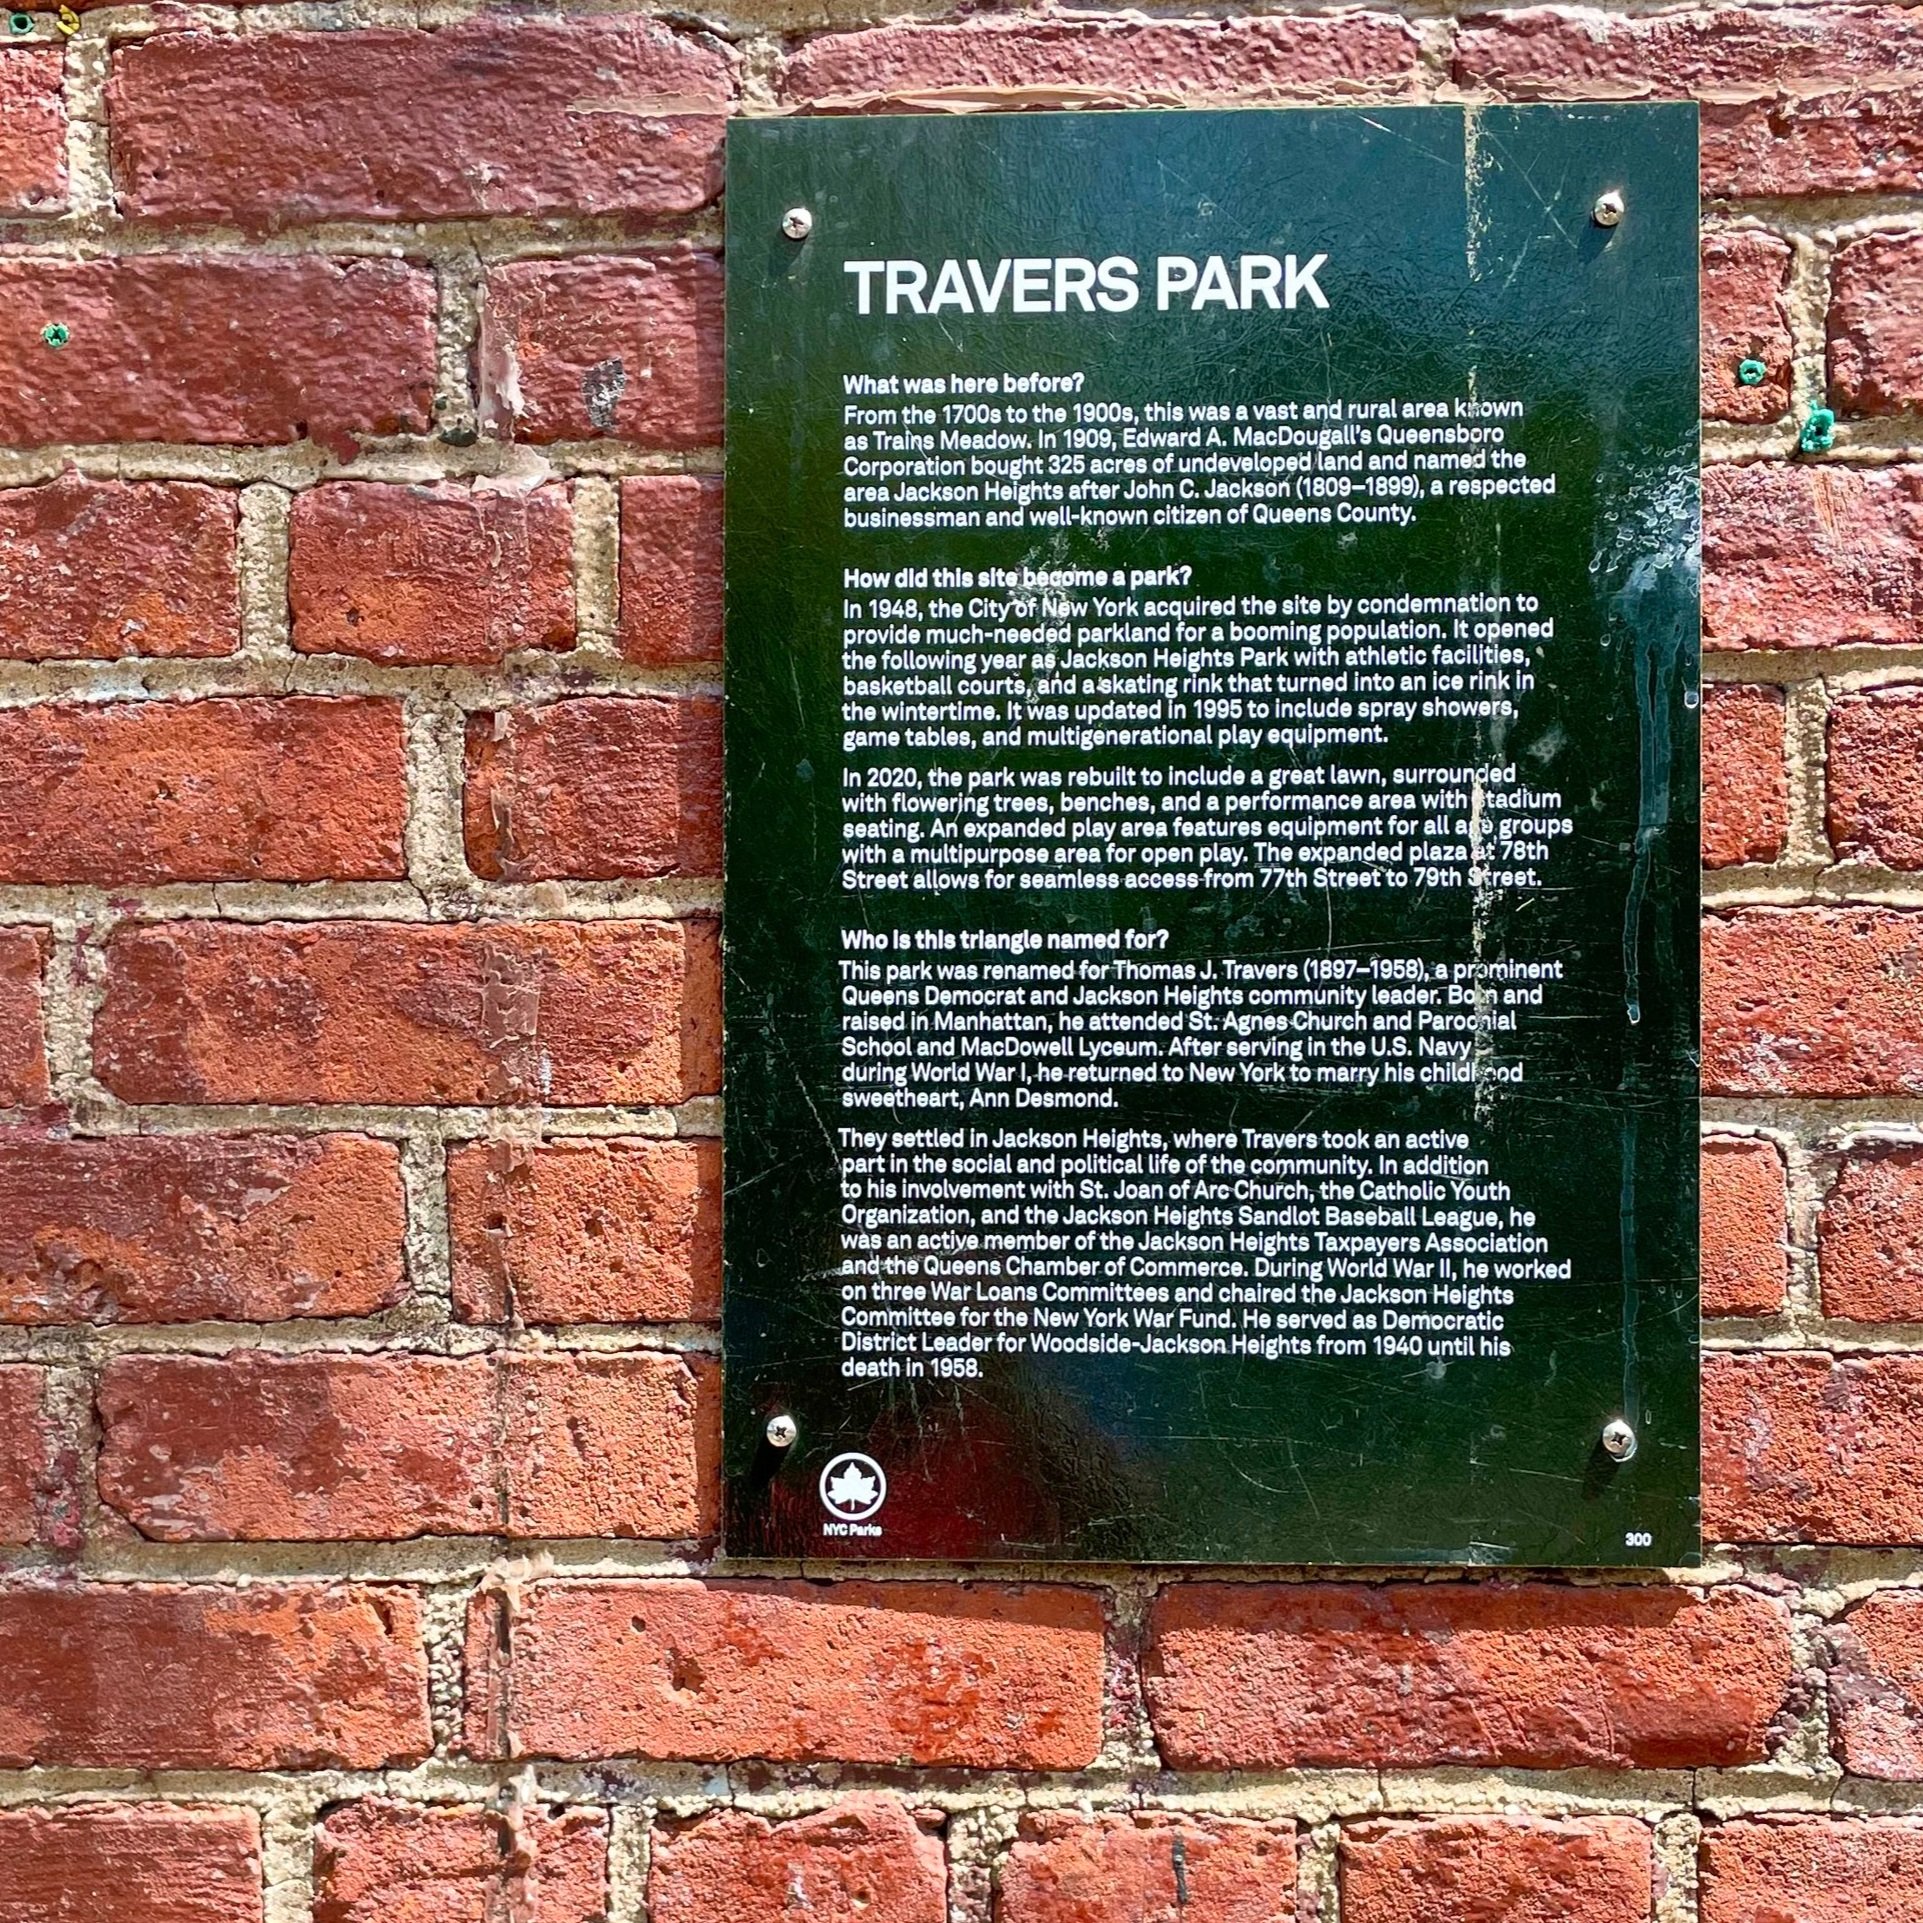 TRAVERS PARK
What was here before?
From the 1700s to the 1900s, this was a vast and rural area known
as Trains Meadow. In 1909, Edward A. MacDougall's Queensboro
Corporation bought 325 acres of undeveloped land and named the
area Jackson Heights after John C. Jackson (1809–1899), a respected
businessman and well-known citizen of Queens County.
How did this site become a park?
In 1948, the City of New York acquired the site by condemnation to
provide much-needed parkland for a booming population. It opened
the following year as Jackson Heights Park with athletic facilities,
basketball courts, and a skating rink that turned into an ice rink in
the wintertime. It was updated in 1995 to include spray showers,
game tables, and multigenerational play equipment.
In 2020, the park was rebuilt to include a great lawn, surrounded
with flowering trees, benches, and a performance area with stadium
seating. An expanded play area features equipment for all age groups
with a multipurpose area for open play. The expanded plaza at 78th
Street allows for seamless access from 77th Street to 79th Street.
Who is this triangle named for?
This park was renamed for Thomas J. Travers (1897–1958), a prominent
Queens Democrat and Jackson Heights community leader. Born and
raised in Manhattan, he attended St. Agnes Church and Parochial
School and MacDowell Lyceum. After serving in the U.S. Navy
during World War I, he returned to New York to marry his childhood
sweetheart, Ann Desmond.
They settled in Jackson Heights, where Travers took an active
part in the social and political life of the community. In addition
to his involvement with St. Joan of Arc Church, the Catholic Youth
Organization, and the Jackson Heights Sandlot Baseball League, he
was an active member of the Jackson Heights Taxpayers Association
and the Queens Chamber of Commerce. During World War II, he worked
on three War Loans Committees and chaired the Jackson Heights
Committee for the New York War Fund. He served as Democratic
District Leader for Woodside-Jackson Heights from 1940 until his
death in 1958.
NYC Parks
300